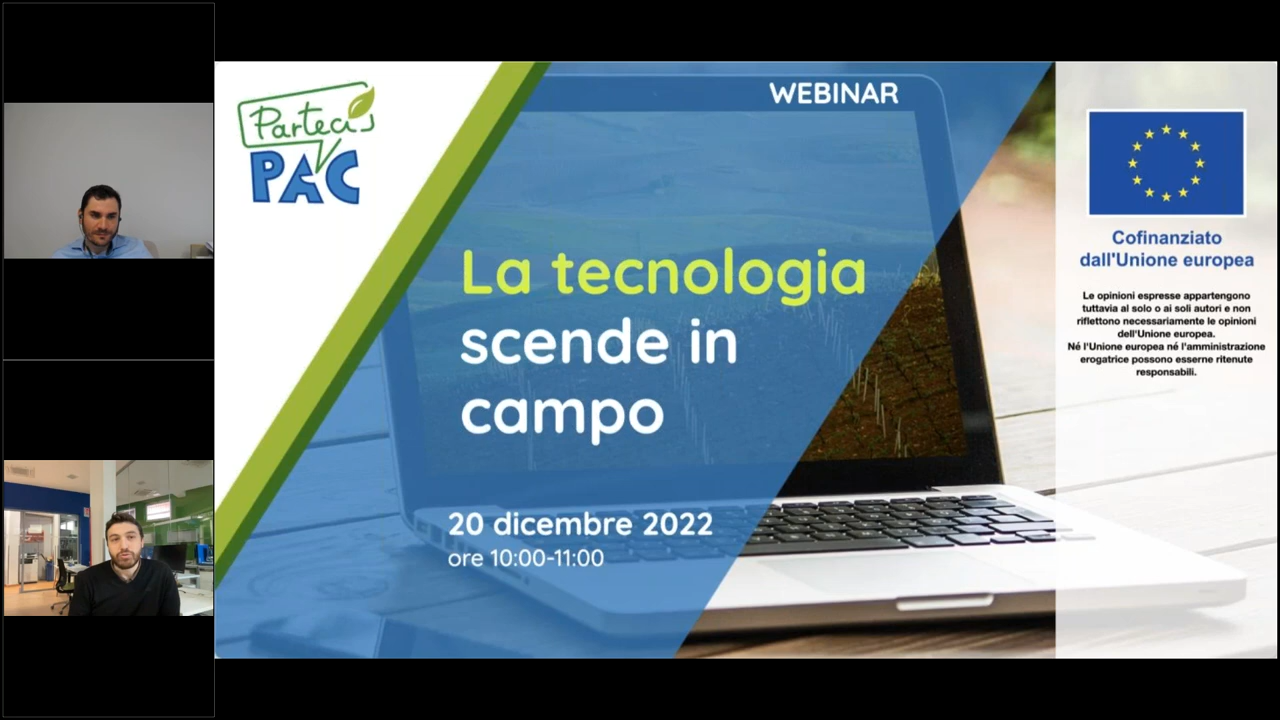 Parteci
PAC
WEBINAR
La tecnologia
scende in
campo
20 dicembre 2022
ore 10:00-11:00
Cofinanziato
dall'Unione europea
Le opinioni espresse appartengono
tuttavia al solo o ai soli autori e non
riflettono necessariamente le opinioni
dell'Unione europea.
Né l'Unione europea né l'amministrazione
erogatrice possono esserne ritenute
responsabili.